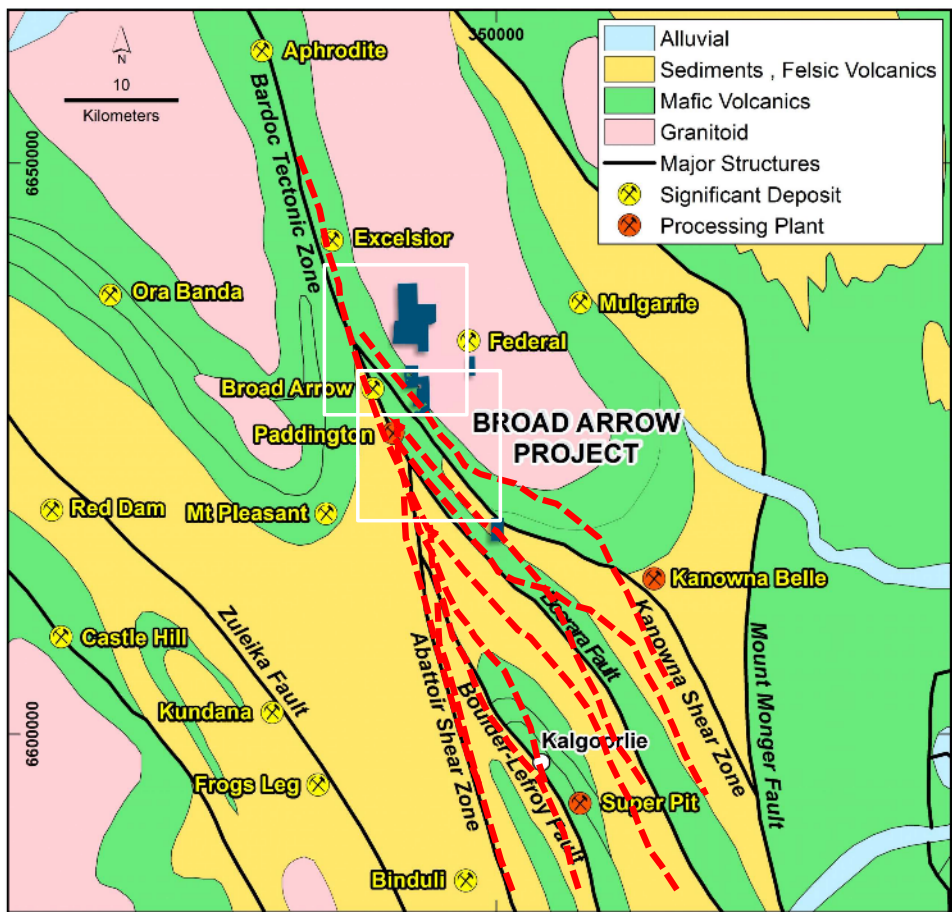 350000
Aphrodite
N
10
Kilometers
Bardoc Tectonic Zone
6650000
Alluvial
Sediments , Felsic Volcanics
Mafic Volcanics
Granitoid
Major Structures
Significant Deposit
Processing Plant
Excelsior
Ora Banda
Mulgarrie
Federal
Broad Arrow
BROAD ARROW
PROJECT
Paddington
Red Dam
Mt Pleasant
Kanowna Belle
Castle Hill
Zuleika Fault
Abattoir Shear Zone
Boulder-Lefroy Fault
Boorara Fault
Kanowna Shear Zone
Mount Monger Fault
Kundana
Kalgoorlie
6600000
Frogs Leg
Super Pit
Binduli